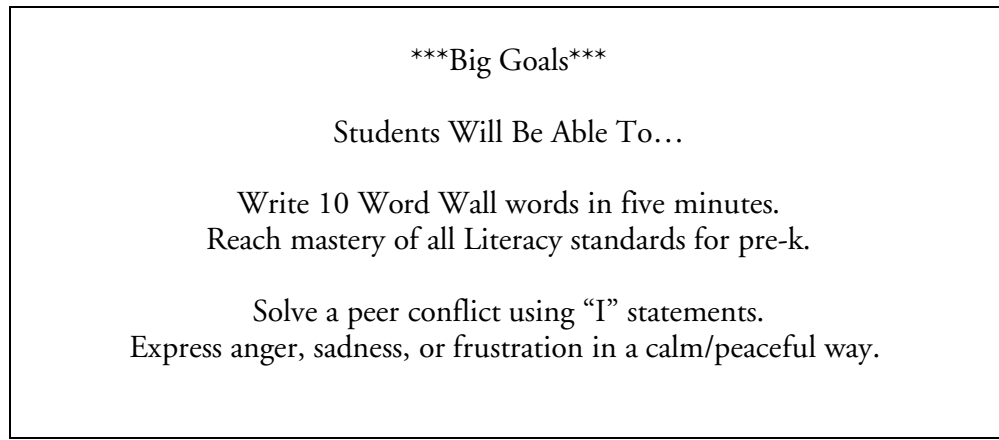 ***Big Goals***
Students Will Be Able To…
Write 10 Word Wall words in five minutes.
Reach mastery of all Literacy standards for pre-k.
Solve a peer conflict using “I” statements.
Express anger, sadness, or frustration in a calm/peaceful way.